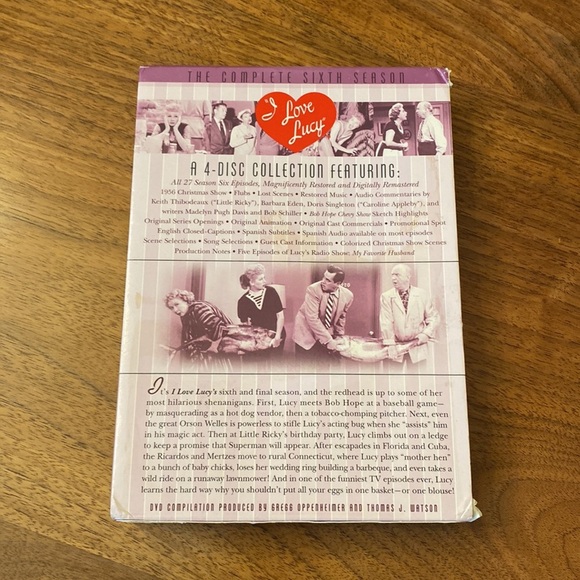 THE COMPLETE SIXTH SEASON
"I
Love
Lucy"
A 4-DISC COLLECTION FEATURING:
All 27 Season Six Episodes, Magnificently Restored and Digitally Remastered
1956 Christmas Show • Flubs • Lost Scenes • Restored Music • Audio Commentaries by
Keith Thibodeaux ("Little Ricky"), Barbara Eden, Doris Singleton ("Caroline Appleby"), and
writers Madelyn Pugh Davis and Bob Schiller • Bob Hope Chevy Show Sketch Highlights
Original Series Openings • Original Animation • Original Cast Commercials • Promotional Spot
English Closed-Captions • Spanish Subtitles • Spanish Audio available on most episodes
Scene Selections • Song Selections • Guest Cast Information • Colorized Christmas Show Scenes
Production Notes • Five Episodes of Lucy's Radio Show, My Favorite Husband
It's I Love Lucy's sixth and final season, and the redhead is up to some of her
most hilarious shenanigans. First, Lucy meets Bob Hope at a baseball game—
by masquerading as a hot dog vendor, then a tobacco-chomping pitcher. Next, even
the great Orson Welles is powerless to stifle Lucy's acting bug when she "assists" him
in his magic act. Then at Little Ricky's birthday party, Lucy climbs out on a ledge
to keep a promise that Superman will appear. After escapades in Florida and Cuba,
the Ricardos and Mertzes move to rural Connecticut, where Lucy plays "mother hen"
to a bunch of baby chicks, loses her wedding ring building a barbeque, and even takes a
wild ride on a runaway lawnmower! And in one of the funniest TV episodes ever, Lucy
learns the hard way why you shouldn't put all your eggs in one basket—or one blouse!
DVD COMPILATION PRODUCED BY GREGG OPPENHEIMER AND THOMAS J. WATSON